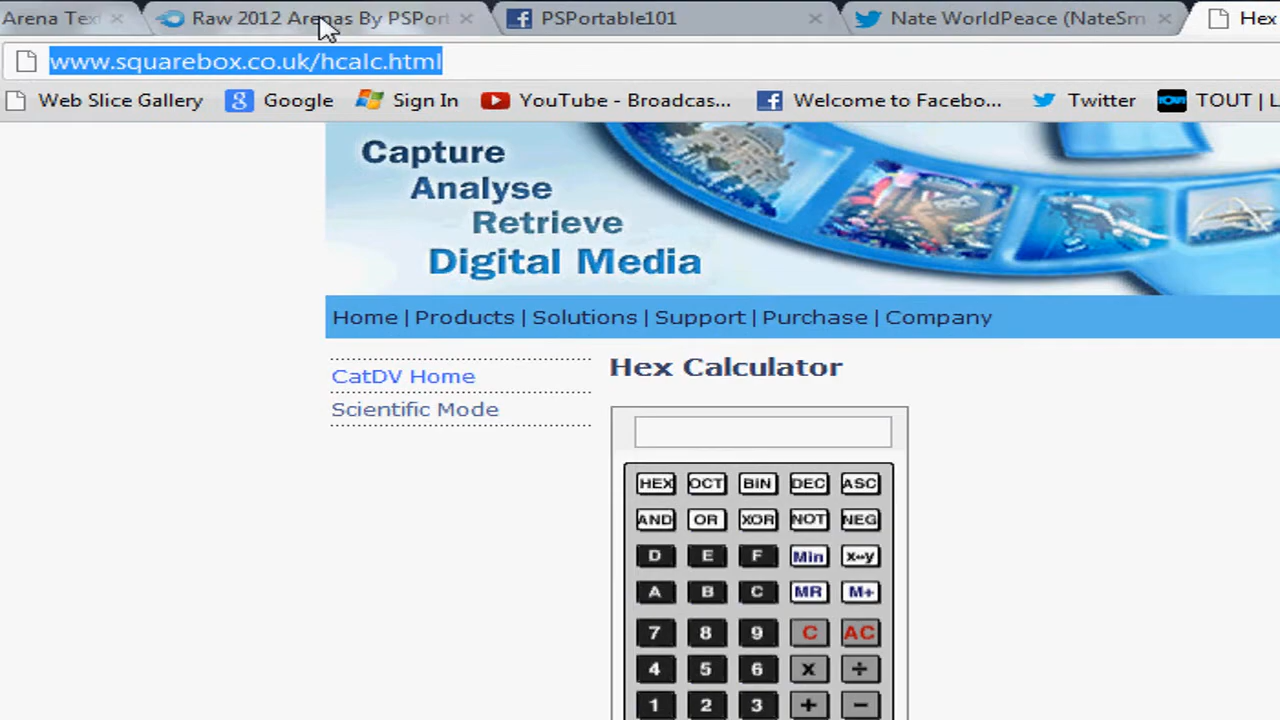 Arena Tex
Raw 2012 Arenas By PSPort
PSPortable101
Nate WorldPeace (NateSm
Hex
www.squarebox.co.uk/hcalc.html
Web Slice Gallery
Google
Sign In
YouTube - Broadcas...
Welcome to Facebo...
Twitter
TOUT | L
Capture
Analyse
Retrieve
Digital Media
Home | Products | Solutions | Support | Purchase | Company
CatDV Home
Scientific Mode
Hex Calculator
HEX OCT BIN DEC ASC
AND OR XOR NOT NEG
D E F Min x↔y
A B C MR M+
7 8 9 C AC
4 5 6 x ÷
1 2 3 + −